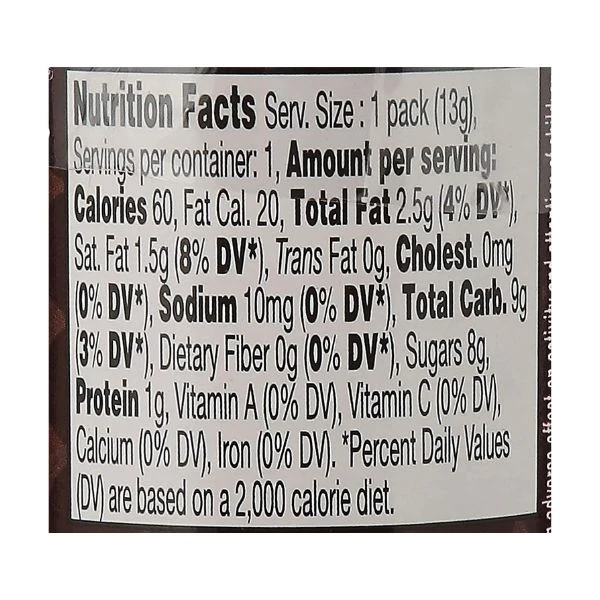 Nutrition Facts Serv. Size : 1 pack (13g),
Servings per container: 1, Amount per serving:
Calories 60, Fat Cal. 20, Total Fat 2.5g (4% DV*),
Sat. Fat 1.5g (8% DV*), Trans Fat 0g, Cholest. 0mg
(0% DV*), Sodium 10mg (0% DV*), Total Carb. 9g
(3% DV*), Dietary Fiber 0g (0% DV*), Sugars 8g,
Protein 1g, Vitamin A (0% DV), Vitamin C (0% DV),
Calcium (0% DV), Iron (0% DV). *Percent Daily Values
(DV) are based on a 2,000 calorie diet.
effect on activity and